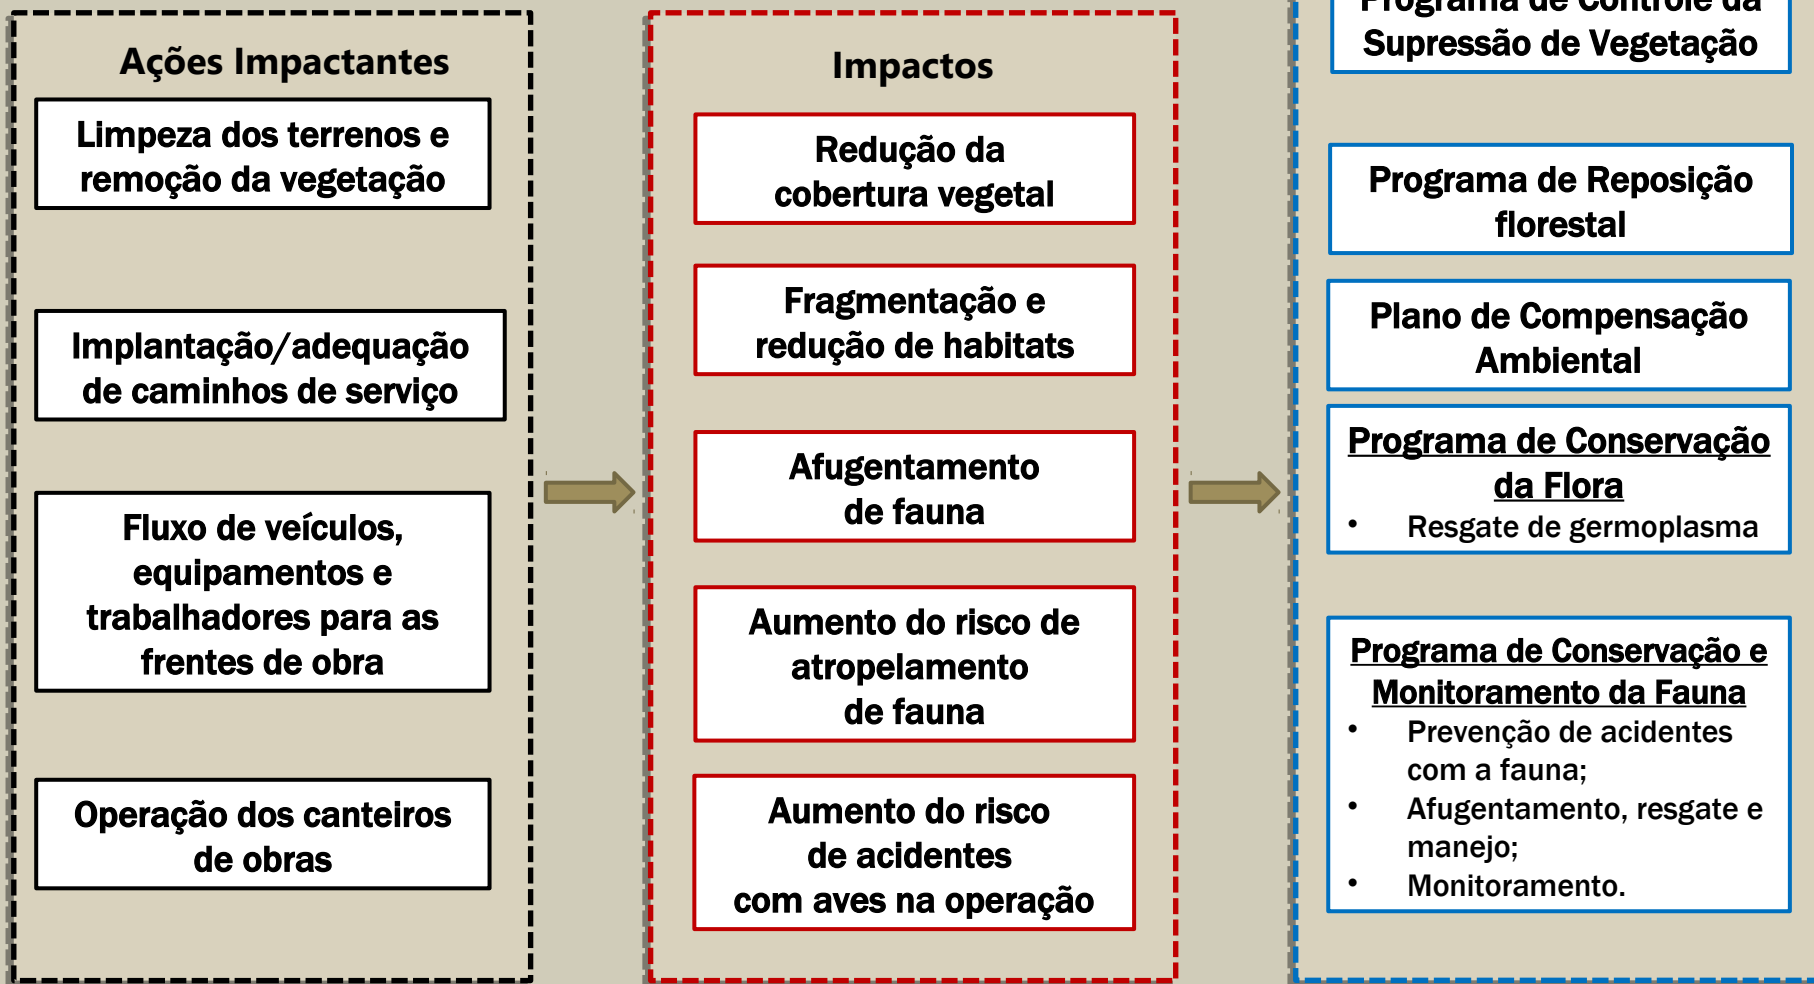 Ações Impactantes
Limpeza dos terrenos e
remoção da vegetação
Implantação/adequação
de caminhos de serviço
Fluxo de veículos,
equipamentos e
trabalhadores para as
frentes de obra
Operação dos canteiros
de obras
Impactos
Redução da
cobertura vegetal
Fragmentação e
redução de habitats
Afugentamento
de fauna
Aumento do risco de
atropelamento
de fauna
Aumento do risco
de acidentes
com aves na operação
Programa de Controle da
Supressão de Vegetação
Programa de Reposição
florestal
Plano de Compensação
Ambiental
Programa de Conservação
da Flora
• Resgate de germoplasma
Programa de Conservação e
Monitoramento da Fauna
• Prevenção de acidentes
com a fauna;
• Afugentamento, resgate e
manejo;
• Monitoramento.